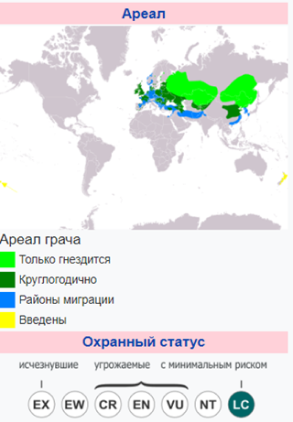 Ареал
Ареал грача
Только гнездится
Круглогодично
Районы миграции
Введены
Охранный статус
исчезнувшие угрожаемые с минимальным риском
EX EW CR EN VU NT LC